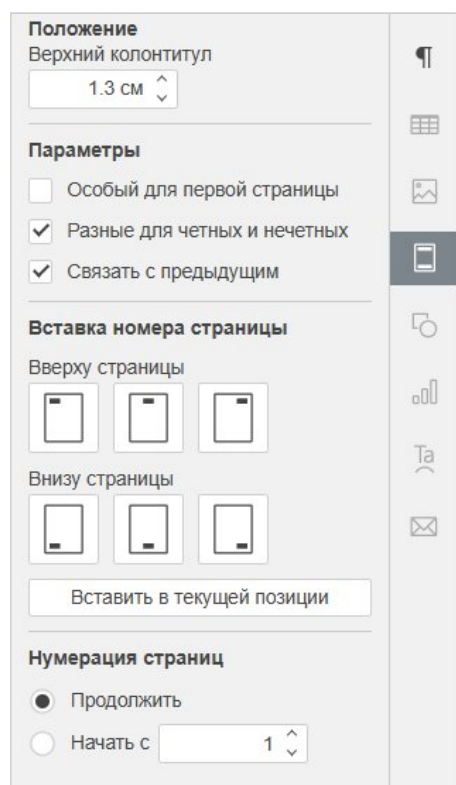 Положение
Верхний колонтитул
1.3 см
Параметры
Особый для первой страницы
Разные для четных и нечетных
Связать с предыдущим
Вставка номера страницы
Вверху страницы
Внизу страницы
Вставить в текущей позиции
Нумерация страниц
Продолжить
Начать с 1
¶
Ta